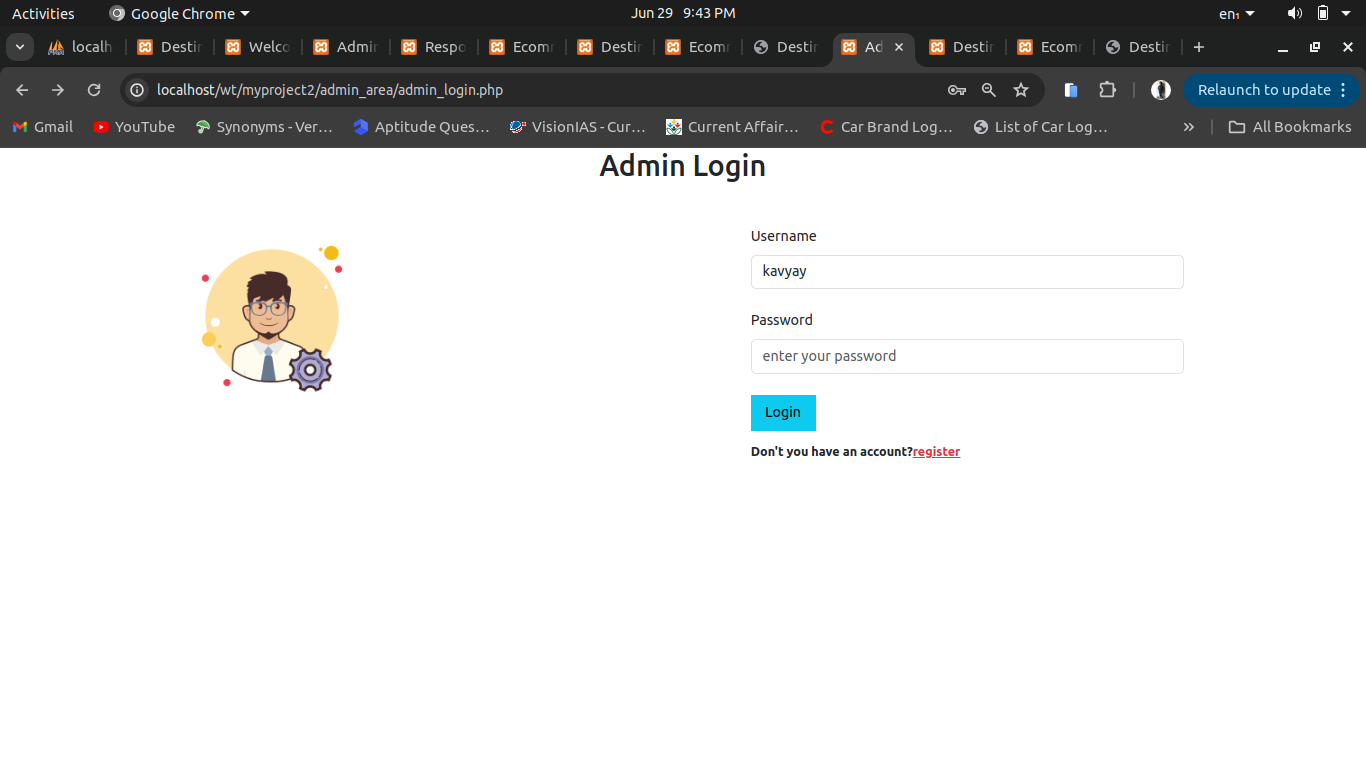 Activities Google Chrome Jun 29 9:43 PM en₁
localh Destir Welco Admin Respo Ecomr Destir Ecomr Destir Ad Destir Ecomr Destir
localhost/wt/myproject2/admin_area/admin_login.php Relaunch to update
Gmail YouTube Synonyms - Ver... Aptitude Ques... VisionIAS - Cur... Current Affair... Car Brand Log... List of Car Log... » All Bookmarks
Admin Login
Username
kavyay
Password
enter your password
Login
Don't you have an account?register